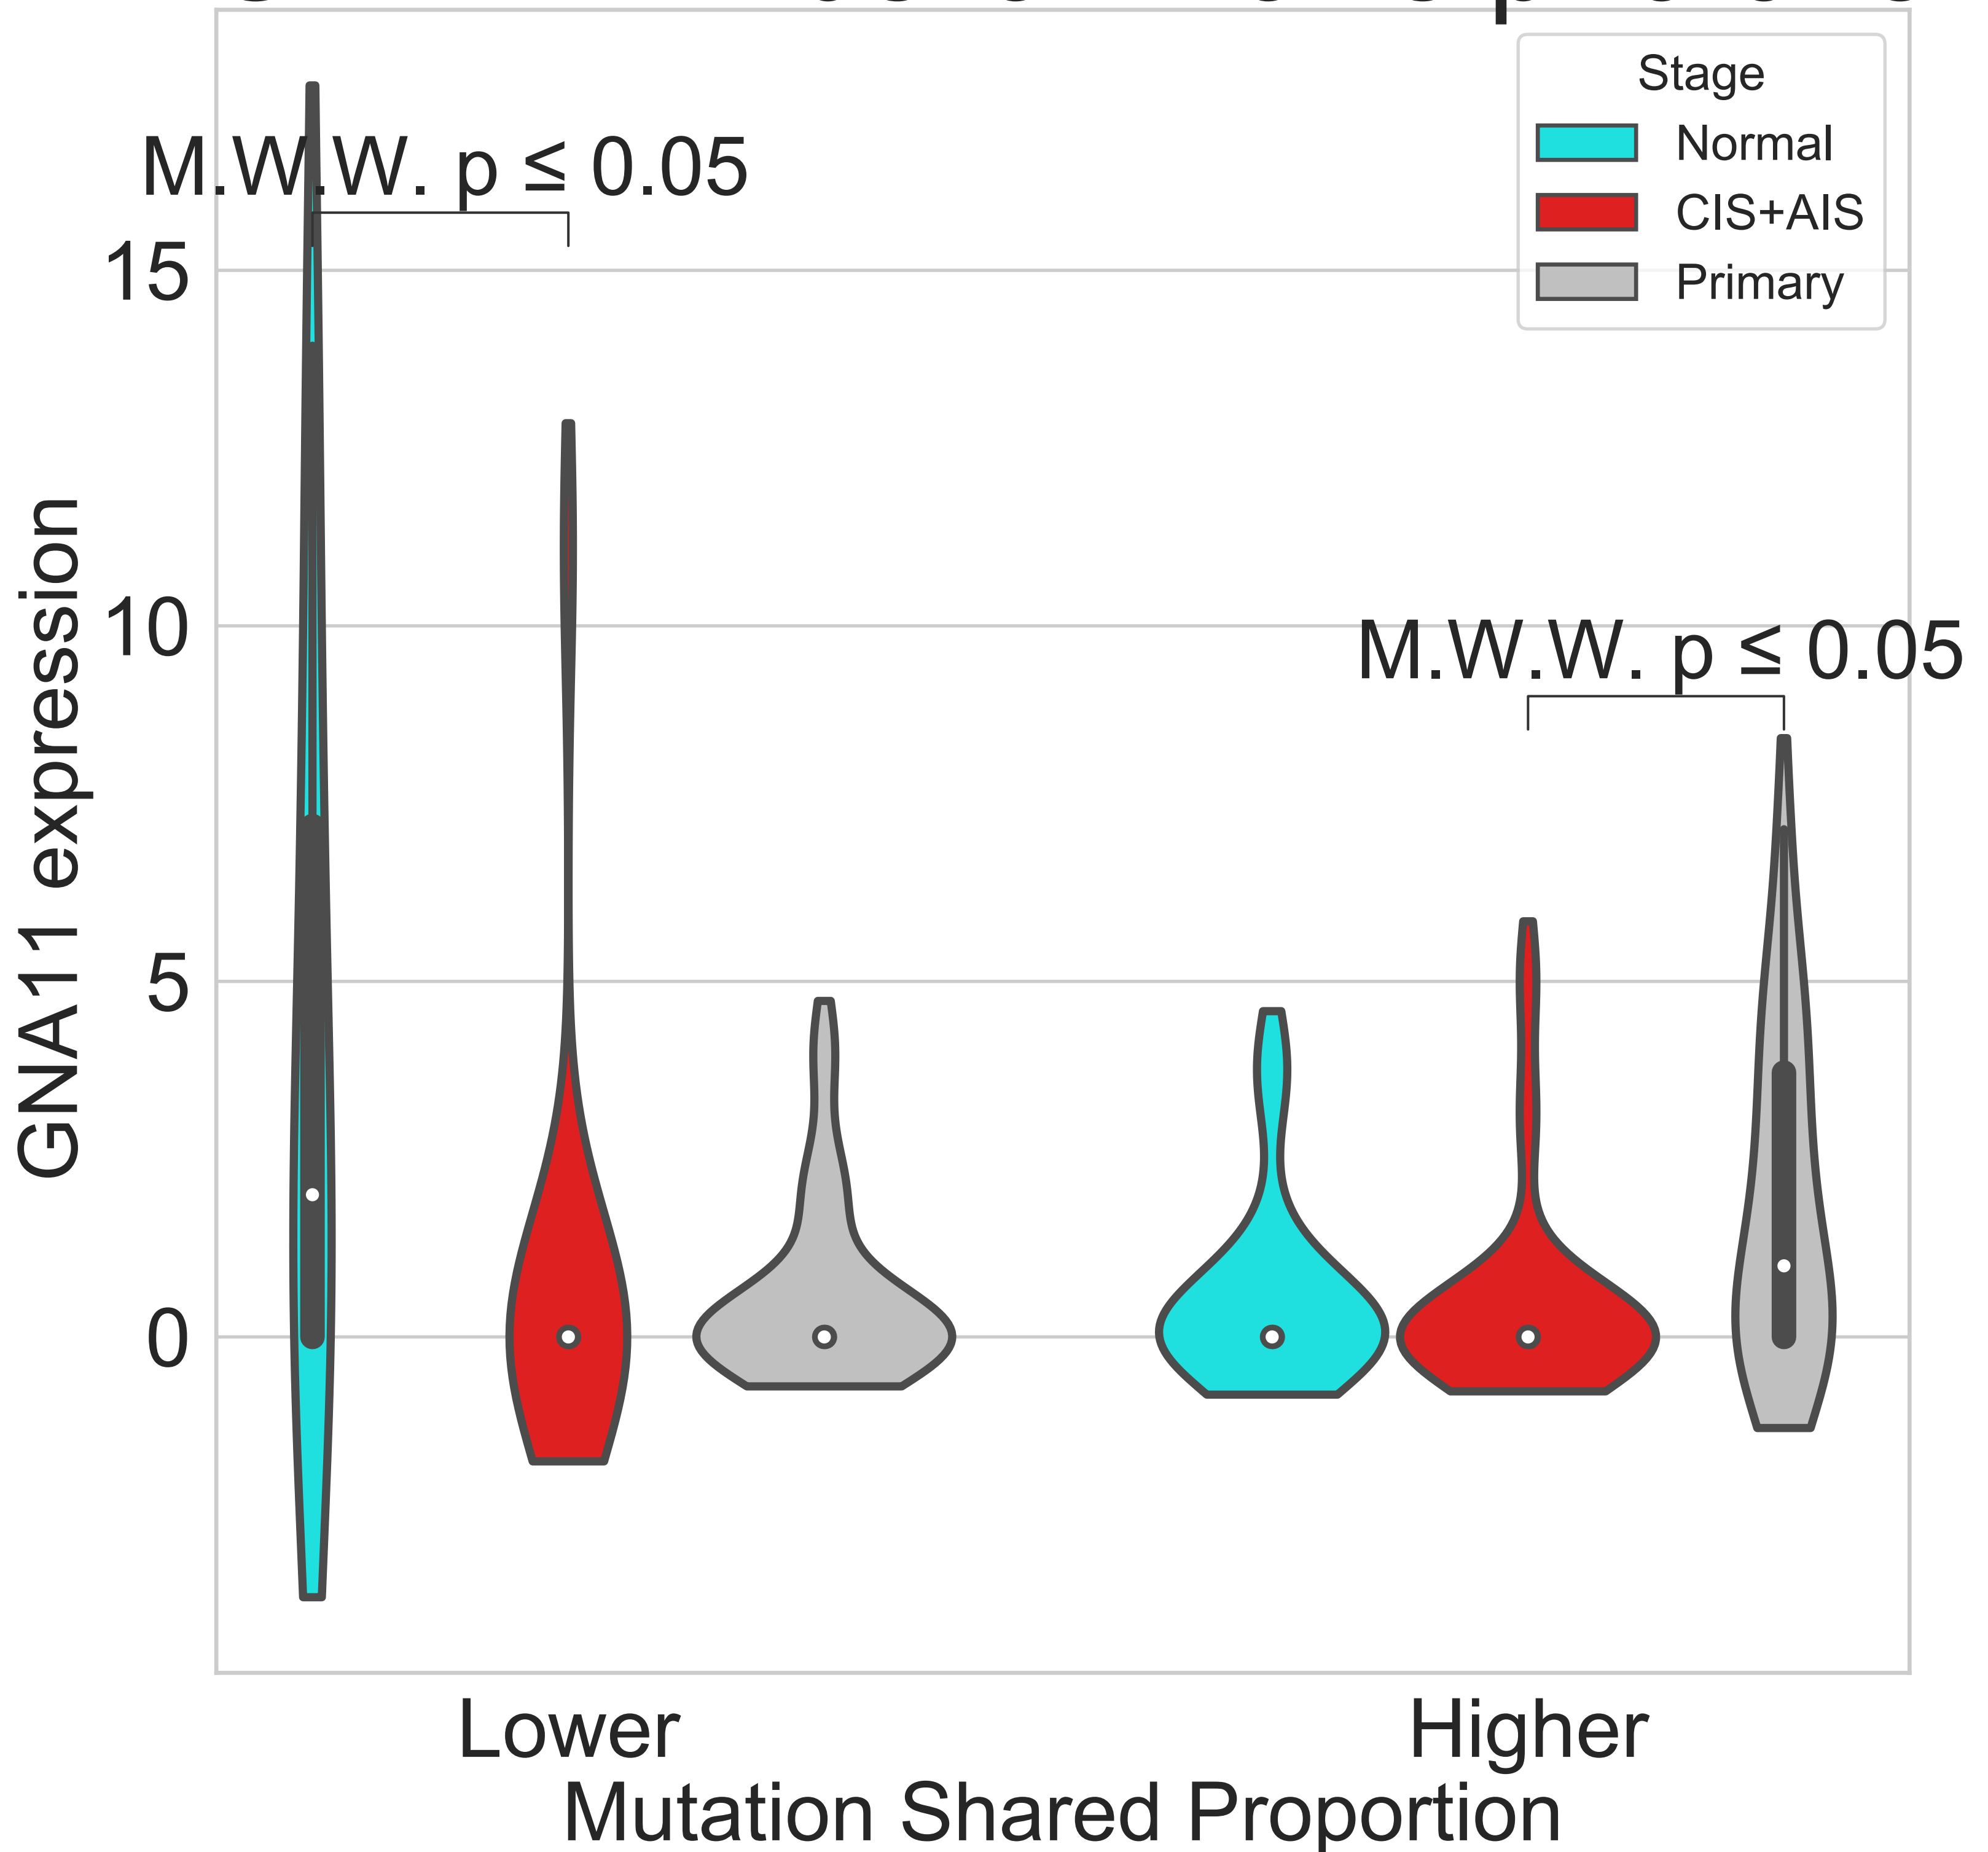 Stage
Normal
CIS+AIS
Primary
M.W.W. p ≤ 0.05
M.W.W. p ≤ 0.05
15
10
5
0
GNA11 expression
Lower
Higher
Mutation Shared Proportion